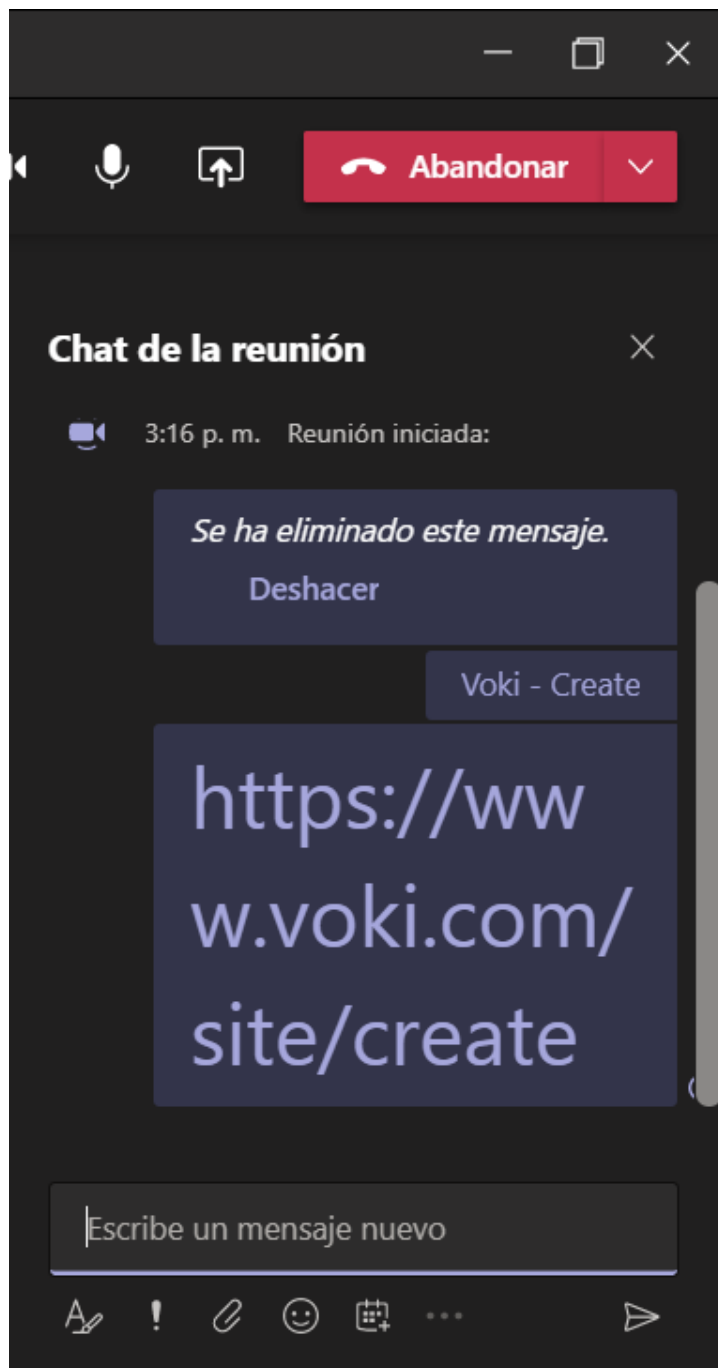 Abandonar
Chat de la reunión
3:16 p. m. Reunión iniciada:
Se ha eliminado este mensaje.
Deshacer
Voki - Create
https://ww
w.voki.com/
site/create
Escribe un mensaje nuevo